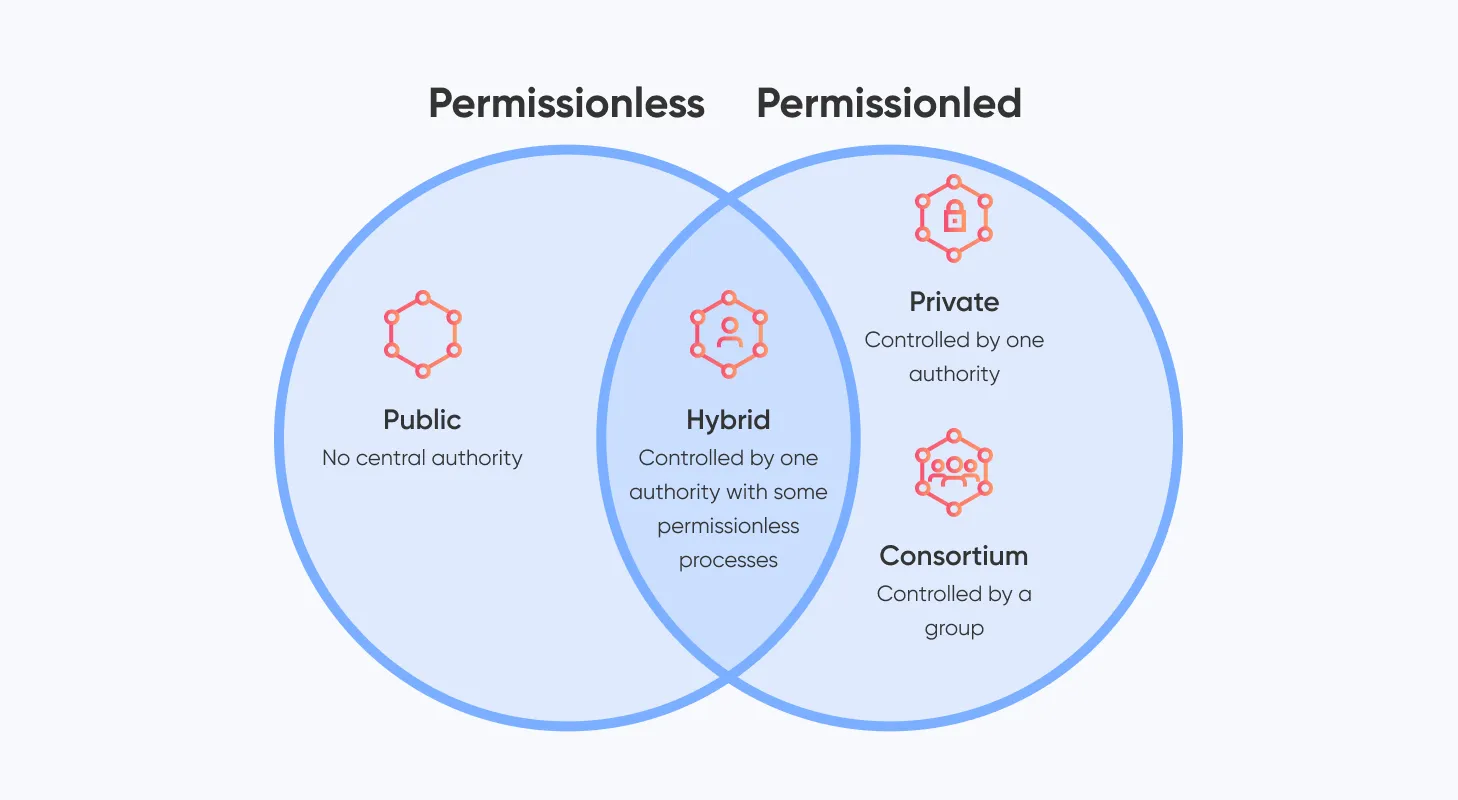 Permissionless
Permissionled
Public
No central authority
Hybrid
Controlled by one
authority with some
permissionless
processes
Private
Controlled by one
authority
Consortium
Controlled by a
group